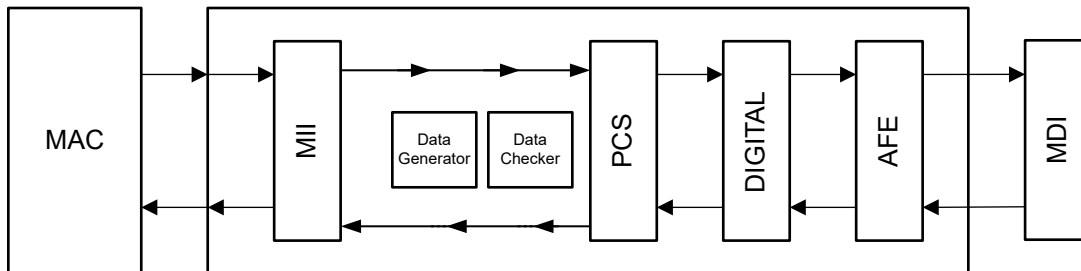 MAC
MII
Data
Generator
Data
Checker
PCS
DIGITAL
AFE
MDI